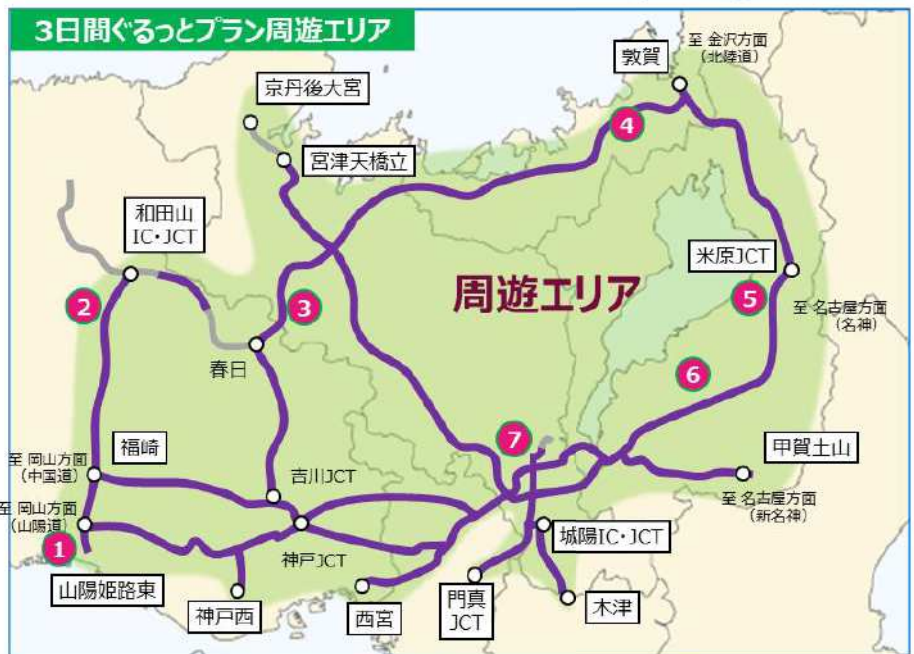 3日間ぐるっとプラン周遊エリア
至 金沢方面
(北陸道)
敦賀
京丹後大宮
4
宮津天橋立
和田山
IC・JCT
米原JCT
周遊エリア
2
3
5
至 名古屋方面
(名神)
春日
6
7
福崎
甲賀土山
至 岡山方面
(中国道)
吉川JCT
至 名古屋方面
(新名神)
至 岡山方面
(山陽道)
城陽IC・JCT
1
神戸JCT
山陽姫路東
神戸西
西宮
門真
JCT
木津